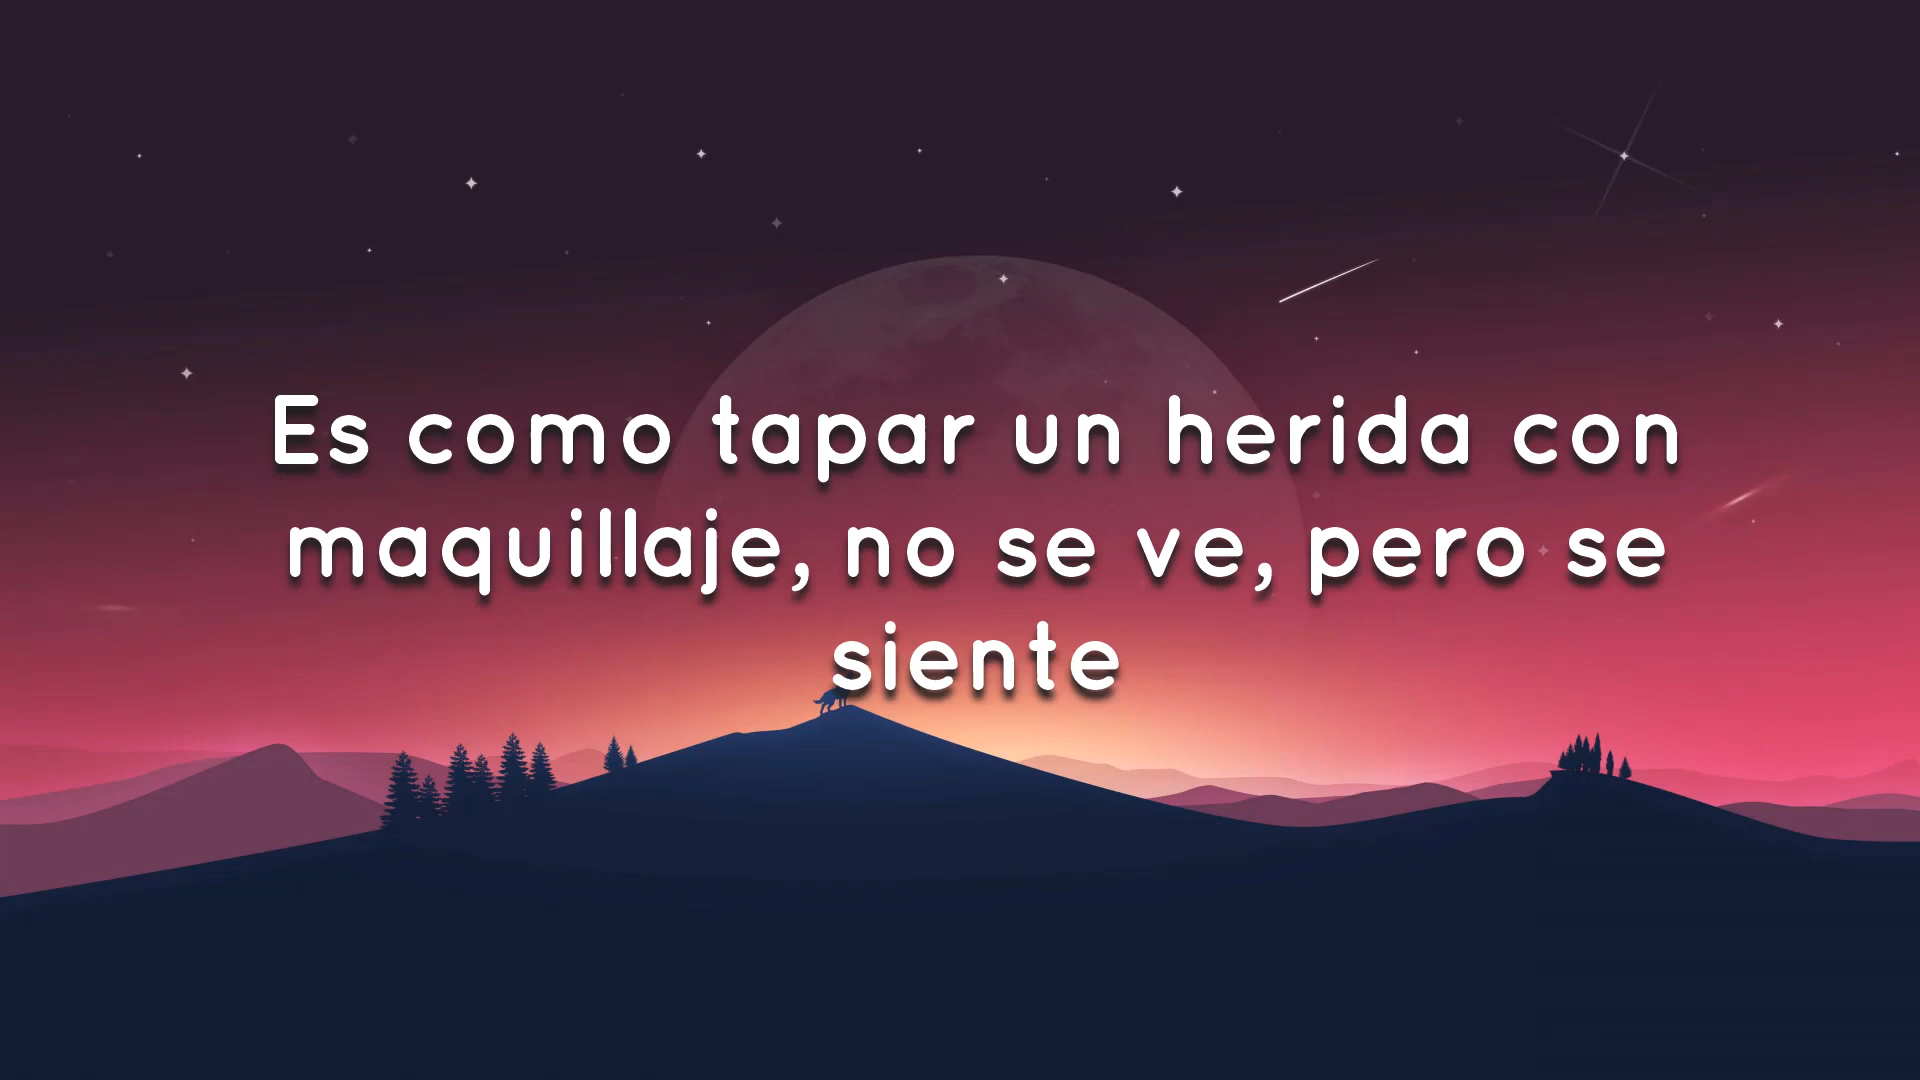 Es como tapar un herida con
maquillaje, no se ve, pero se
siente